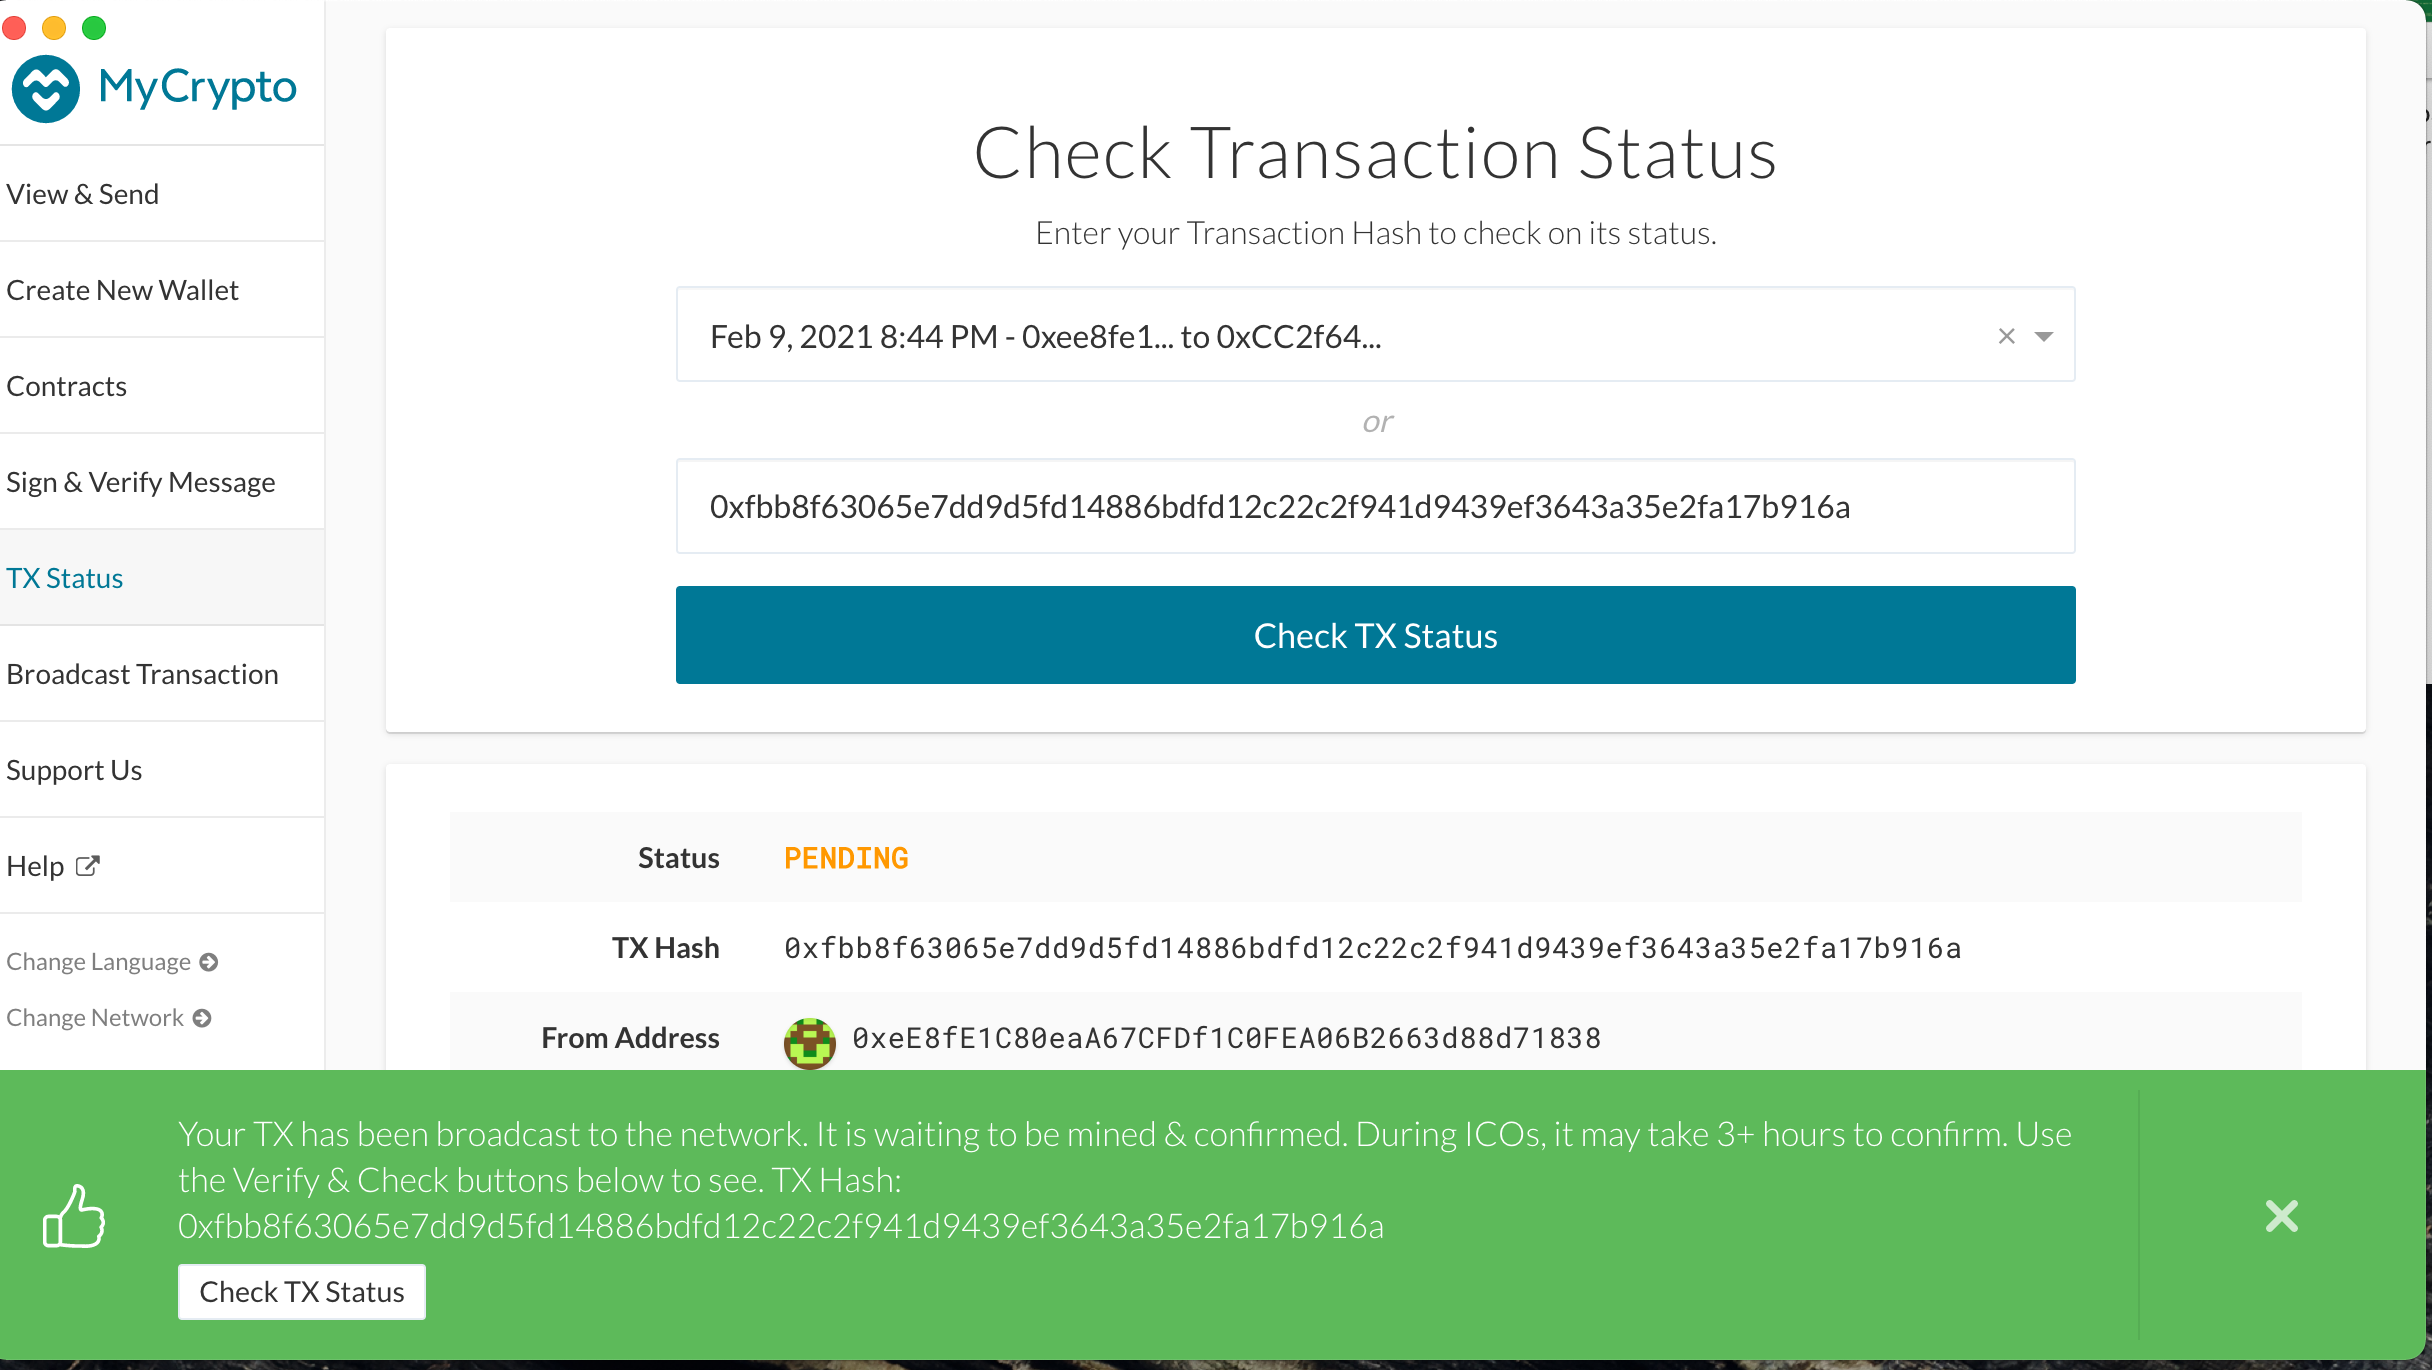 MyCrypto
View & Send
Create New Wallet
Contracts
Sign & Verify Message
TX Status
Broadcast Transaction
Support Us
Help
Change Language
Change Network
Check Transaction Status
Enter your Transaction Hash to check on its status.
Feb 9, 2021 8:44 PM - 0xee8fe1... to 0xCC2f64...
or
0xfbb8f63065e7dd9d5fd14886bdfd12c22c2f941d9439ef3643a35e2fa17b916a
Check TX Status
Status PENDING
TX Hash 0xfbb8f63065e7dd9d5fd14886bdfd12c22c2f941d9439ef3643a35e2fa17b916a
From Address 0xeE8fE1C80eaA67CFDf1C0FEA06B2663d88d71838
Your TX has been broadcast to the network. It is waiting to be mined & confirmed. During ICOs, it may take 3+ hours to confirm. Use
the Verify & Check buttons below to see. TX Hash:
0xfbb8f63065e7dd9d5fd14886bdfd12c22c2f941d9439ef3643a35e2fa17b916a
Check TX Status